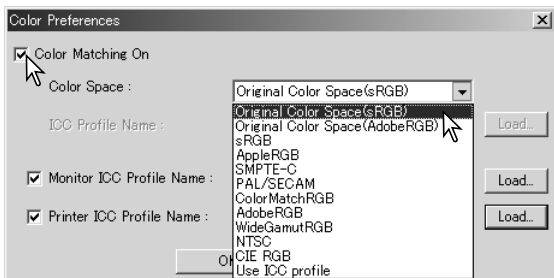 Color Preferences
Color Matching On
Color Space :
Original Color Space(sRGB)
Original Color Space(sRGB)
Original Color Space(AdobeRGB)
ICC Profile Name :
Load...
sRGB
AppleRGB
SMPTE-C
PAL/SECAM
Monitor ICC Profile Name :
Load...
ColorMatchRGB
AdobeRGB
Printer ICC Profile Name :
Load...
WideGamutRGB
NTSC
CIE RGB
Use ICC profile